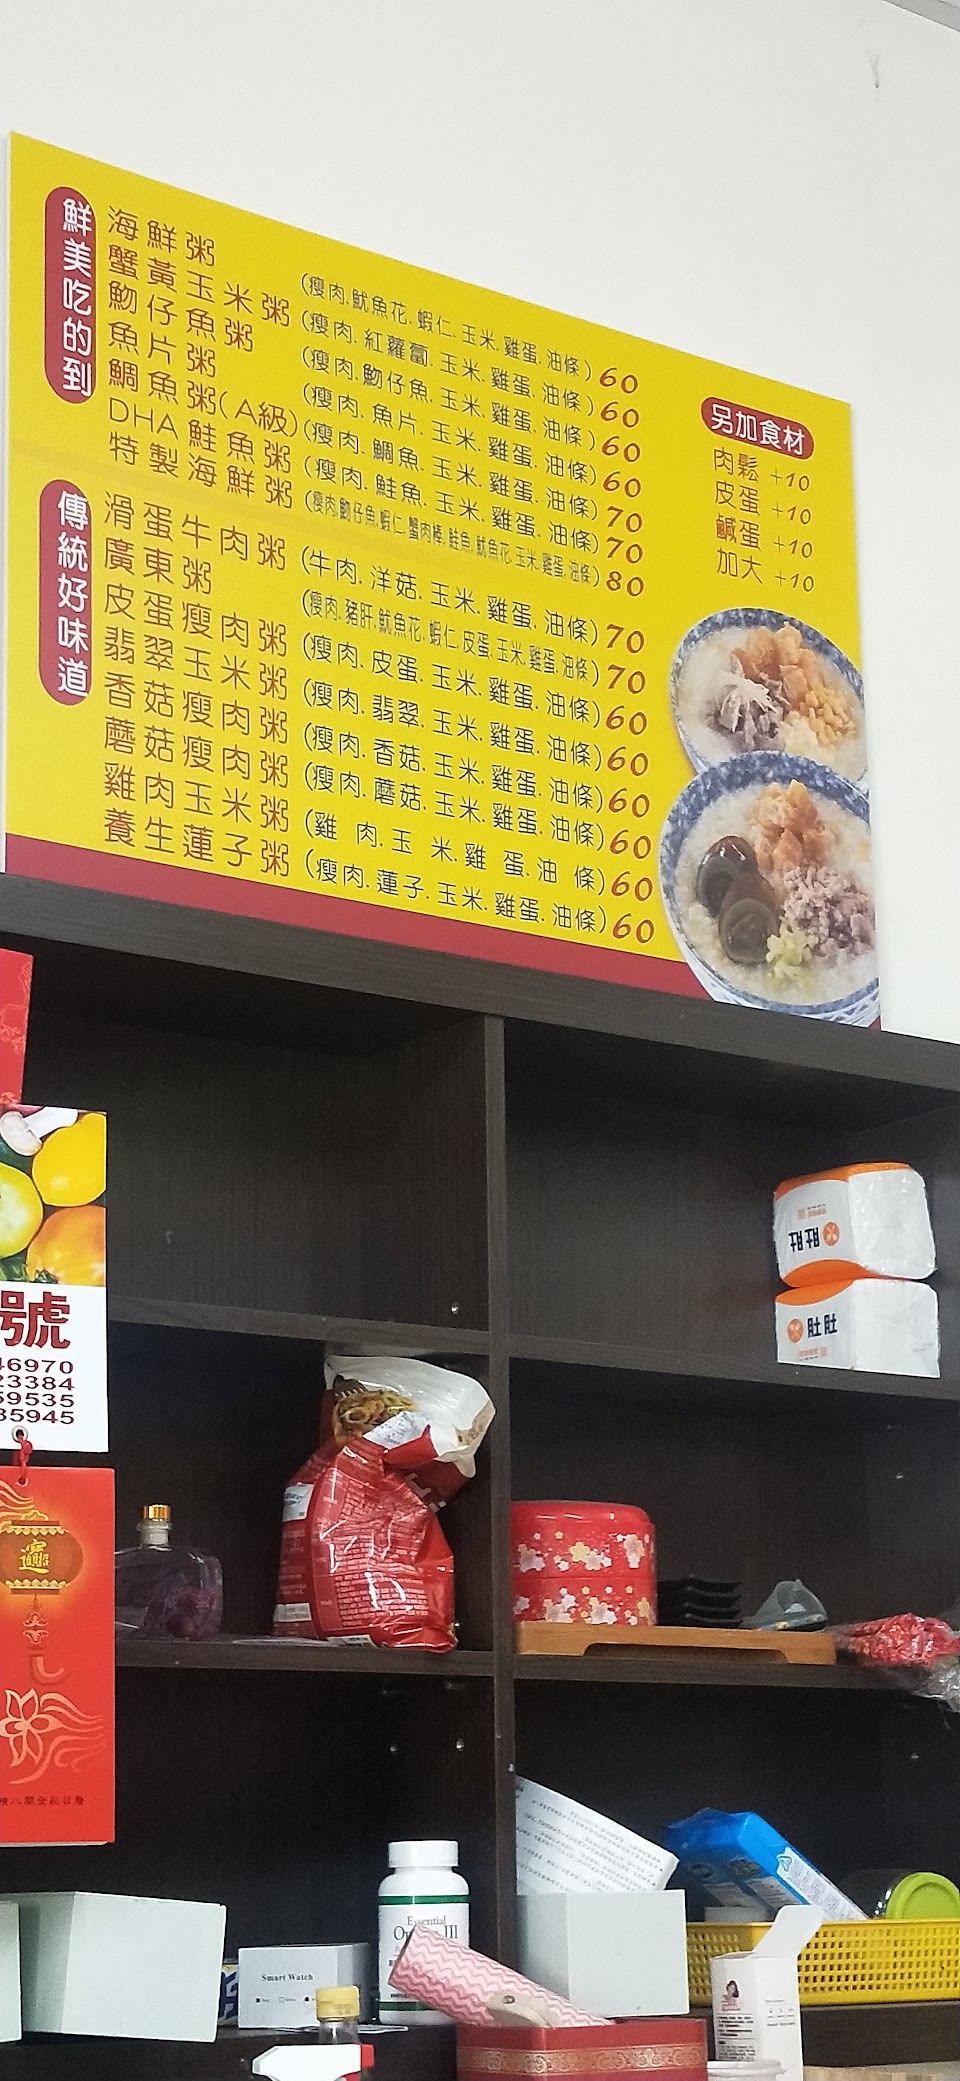 鮮美吃的到
海鮮粥 (瘦肉.魷魚花.蝦仁.玉米.雞蛋.油條) 60
蟹黃玉米粥 (瘦肉.紅蘿蔔.玉米.雞蛋.油條) 60
魩仔魚粥 (瘦肉.魩仔魚.玉米.雞蛋.油條) 60
魚片粥 (瘦肉.魚片.玉米.雞蛋.油條) 60
鯛魚粥(A級) (瘦肉.鯛魚.玉米.雞蛋.油條) 70
DHA鮭魚粥 (瘦肉.鮭魚.玉米.雞蛋.油條) 70
特製海鮮粥 (瘦肉.魩仔魚.蝦仁.蟹肉棒.鮭魚.魷魚花.玉米.雞蛋.油條) 80
傳統好味道
滑蛋牛肉粥 (牛肉.洋菇.玉米.雞蛋.油條) 70
廣東粥 (瘦肉.豬肝.魷魚花.蝦仁.皮蛋.玉米.雞蛋.油條) 70
皮蛋瘦肉粥 (瘦肉.皮蛋.玉米.雞蛋.油條) 60
翡翠玉米粥 (瘦肉.翡翠.玉米.雞蛋.油條) 60
香菇瘦肉粥 (瘦肉.香菇.玉米.雞蛋.油條) 60
蘑菇瘦肉粥 (瘦肉.蘑菇.玉米.雞蛋.油條) 60
雞肉玉米粥 (雞肉.玉米.雞蛋.油條) 60
養生蓮子粥 (瘦肉.蓮子.玉米.雞蛋.油條) 60
另加食材
肉鬆 +10
皮蛋 +10
鹹蛋 +10
加大 +10
肚肚
肚肚
號
46970
23384
59535
35945
Essential
III
Smart Watch